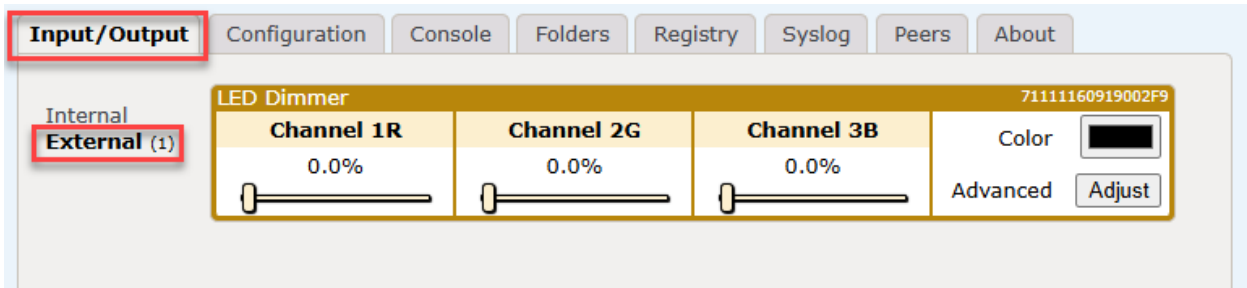 Input/Output Configuration Console Folders Registry Syslog Peers About
Internal
External (1)
LED Dimmer 71111160919002F9
Channel 1R Channel 2G Channel 3B
0.0% 0.0% 0.0%
Color
Advanced Adjust